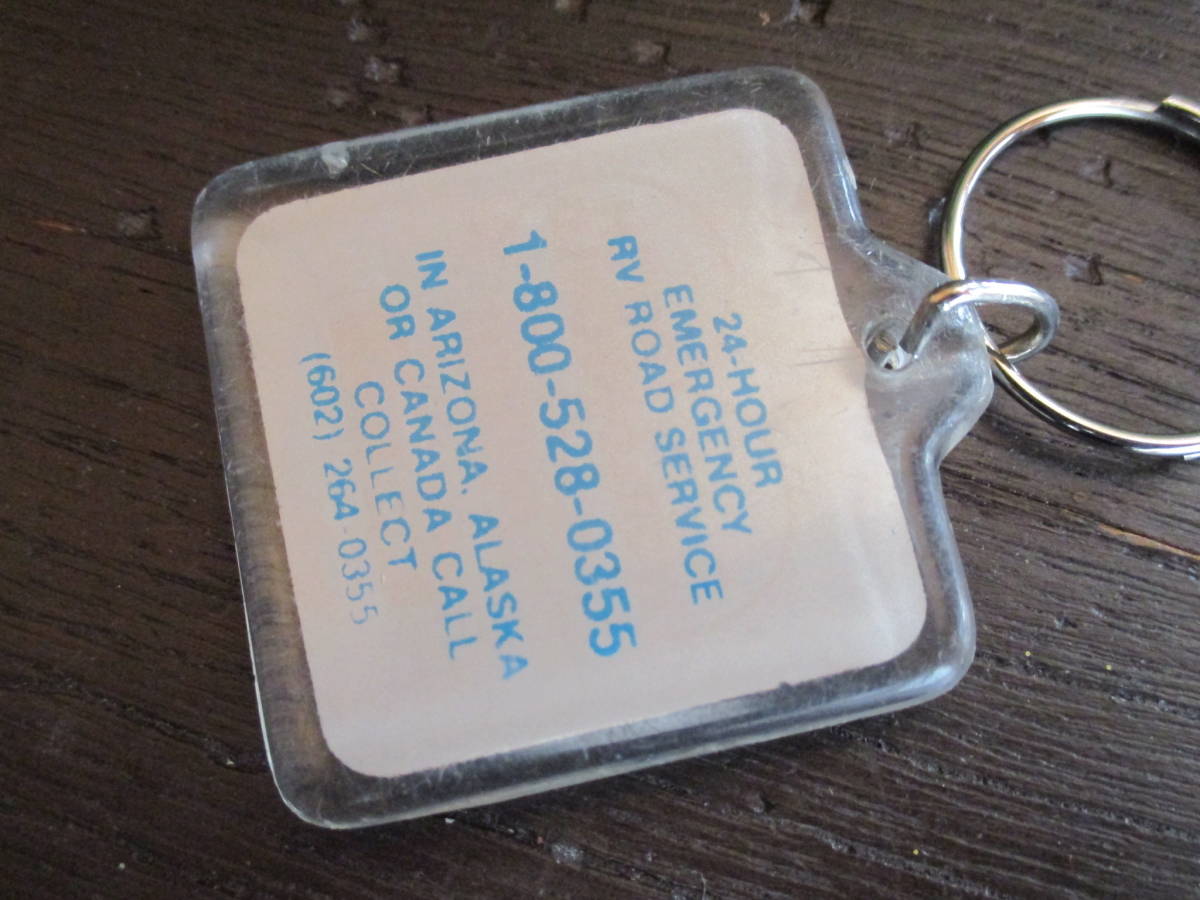 24-HOUR
EMERGENCY
RV ROAD SERVICE
1-800-528-0355
IN ARIZONA, ALASKA
OR CANADA CALL
COLLECT
(602) 264-0355